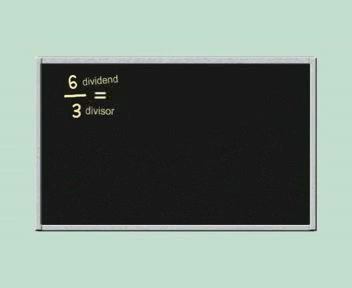 6 dividend
=
3 divisor